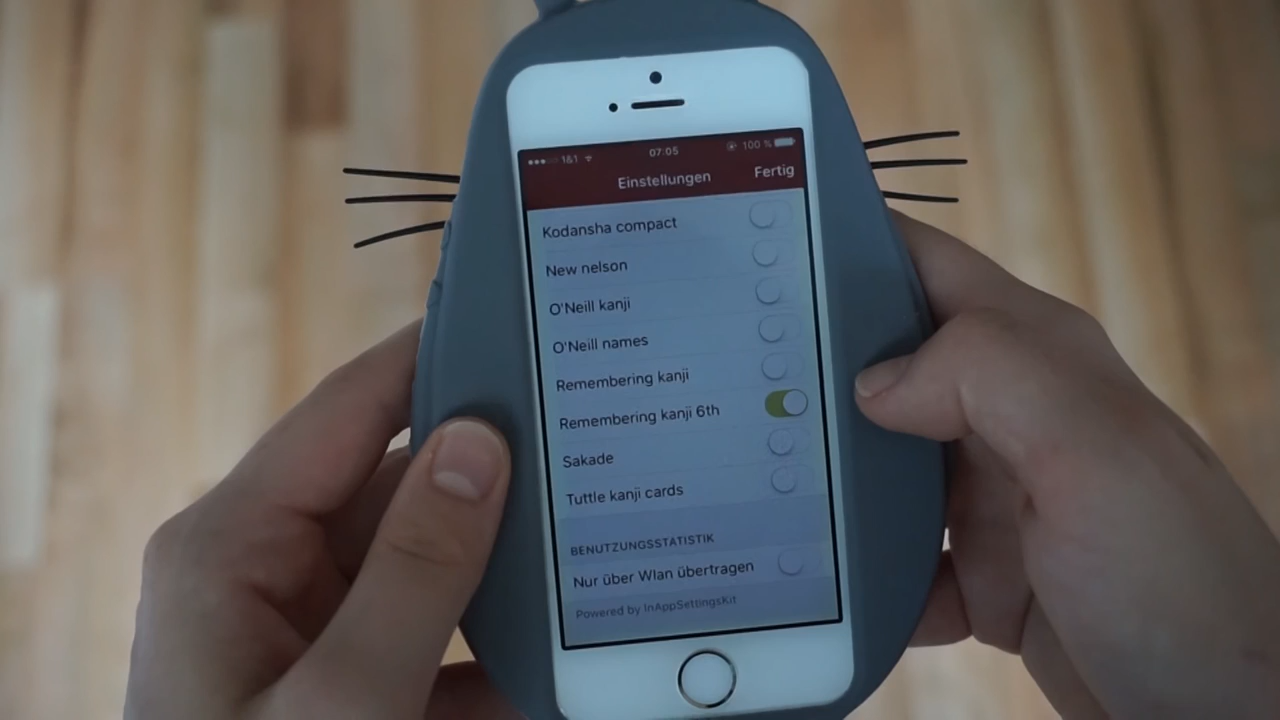 1&1 07:05 100 %
Einstellungen Fertig
Kodansha compact
New nelson
O'Neill kanji
O'Neill names
Remembering kanji
Remembering kanji 6th
Sakade
Tuttle kanji cards
BENUTZUNGSSTATISTIK
Nur über Wlan übertragen
Powered by InAppSettingsKit